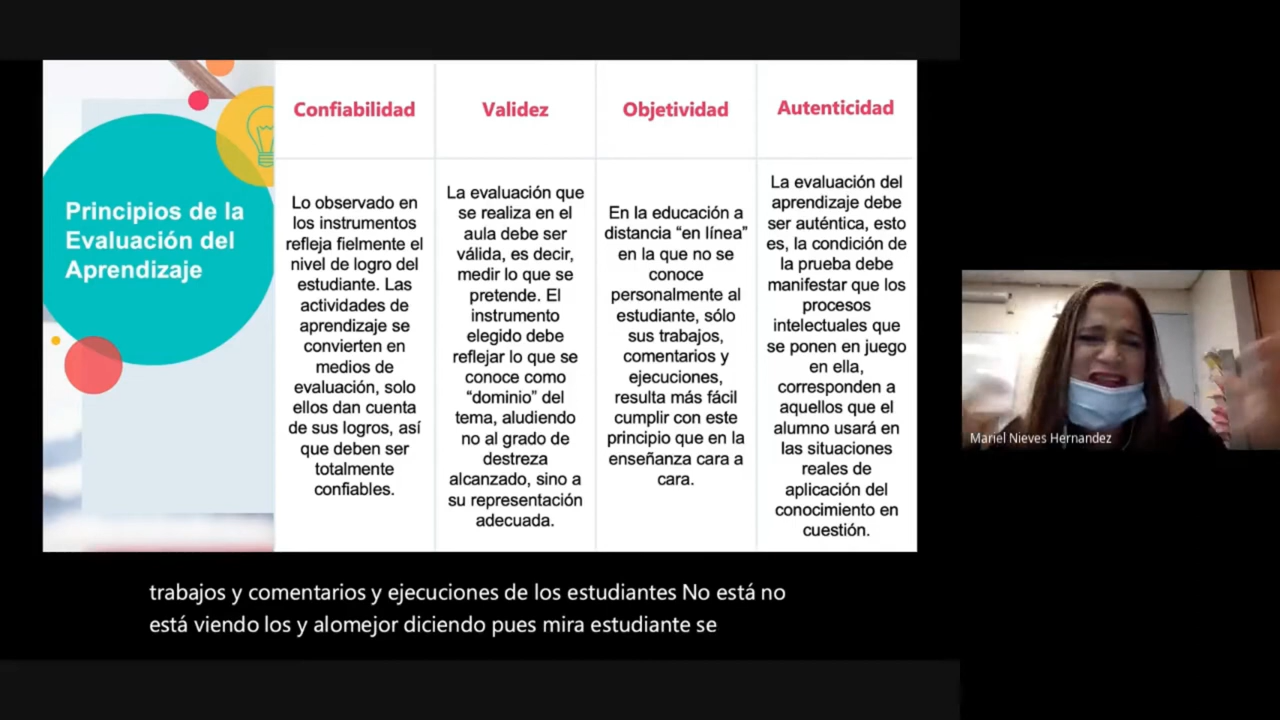 Principios de la
Evaluación del
Aprendizaje
Confiabilidad
Lo observado en
los instrumentos
refleja fielmente el
nivel de logro del
estudiante. Las
actividades de
aprendizaje se
convierten en
medios de
evaluación, solo
ellos dan cuenta
de sus logros, así
que deben ser
totalmente
confiables.
Validez
La evaluación que
se realiza en el
aula debe ser
válida, es decir,
medir lo que se
pretende. El
instrumento
elegido debe
reflejar lo que se
conoce como
“dominio” del
tema, aludiendo
no al grado de
destreza
alcanzado, sino a
su representación
adecuada.
Objetividad
En la educación a
distancia “en línea”
en la que no se
conoce
personalmente al
estudiante, sólo
sus trabajos,
comentarios y
ejecuciones,
resulta más fácil
cumplir con este
principio que en la
enseñanza cara a
cara.
Autenticidad
La evaluación del
aprendizaje debe
ser auténtica, esto
es, la condición de
la prueba debe
manifestar que los
procesos
intelectuales que
se ponen en juego
en ella,
corresponden a
aquellos que el
alumno usará en
las situaciones
reales de
aplicación del
conocimiento en
cuestión.
Mariel Nieves Hernandez
trabajos y comentarios y ejecuciones de los estudiantes No está no
está viendo los y alomejor diciendo pues mira estudiante se